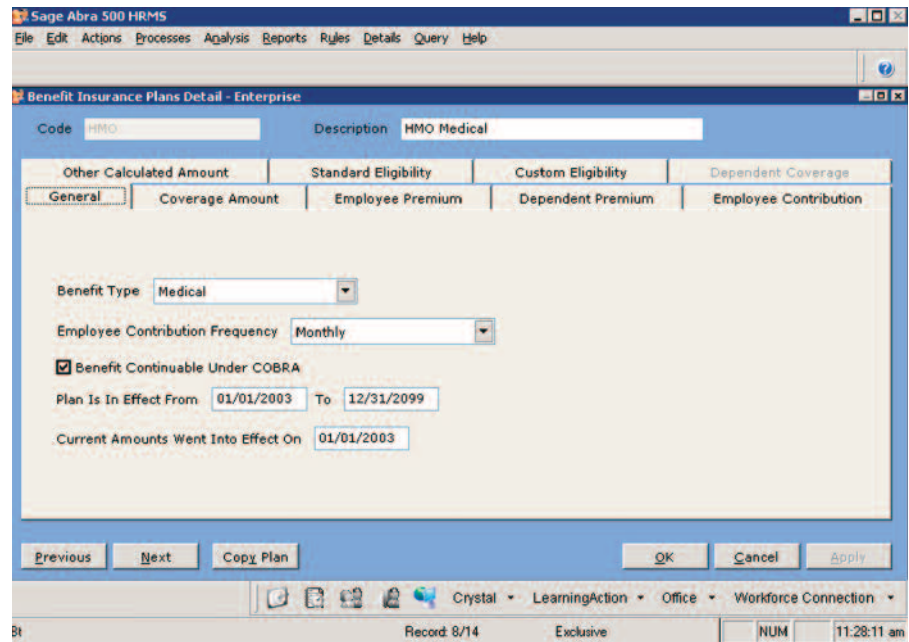 Sage Abra 500 HRMS
File Edit Actions Processes Analysis Reports Rules Details Query Help
Benefit Insurance Plans Detail - Enterprise
Code HMO Description HMO Medical
Other Calculated Amount Standard Eligibility Custom Eligibility Dependent Coverage
General Coverage Amount Employee Premium Dependent Premium Employee Contribution
Benefit Type Medical
Employee Contribution Frequency Monthly
Benefit Continuable Under COBRA
Plan Is In Effect From 01/01/2003 To 12/31/2099
Current Amounts Went Into Effect On 01/01/2003
Previous Next Copy Plan OK Cancel Apply
Crystal LearningAction Office Workforce Connection
Record: 8/14 Exclusive NUM 11:28:11 am